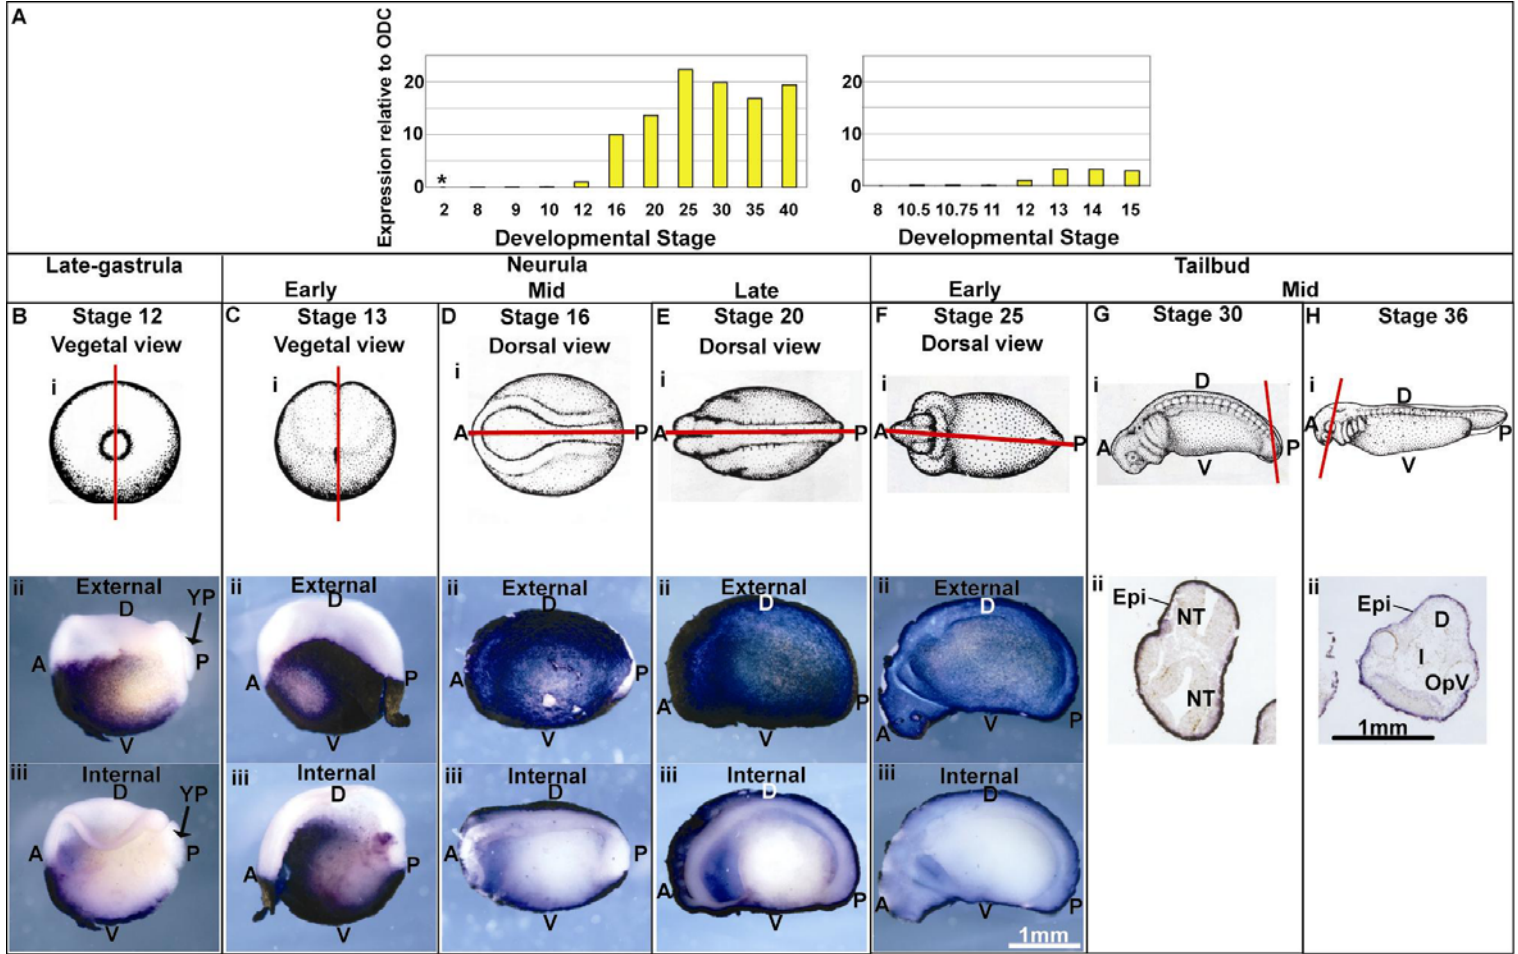 A
Expression relative to ODC
20
10
0
*
2 8 9 10 12 16 20 25 30 35 40
Developmental Stage
20
10
0
8 10.5 10.75 11 12 13 14 15
Developmental Stage
Late-gastrula
Neurula
Tailbud
Early
Mid
Late
Early
Mid
B Stage 12
Vegetal view
i
C Stage 13
Vegetal view
i
D Stage 16
Dorsal view
i
A P
E Stage 20
Dorsal view
i
A P
F Stage 25
Dorsal view
i
A P
G Stage 30
i
D
A P
V
H Stage 36
i
D
A P
V
ii External
D YP
A P
V
ii External
D
A P
V
ii External
D
A P
V
ii External
D
A P
V
ii External
D
A V P
ii
Epi
NT
NT
ii
Epi
D
I
OpV
1mm
iii Internal
D YP
A P
V
iii Internal
D
A P
V
iii Internal
D
A P
V
iii Internal
D
A P
V
iii Internal
D
A V P
1mm